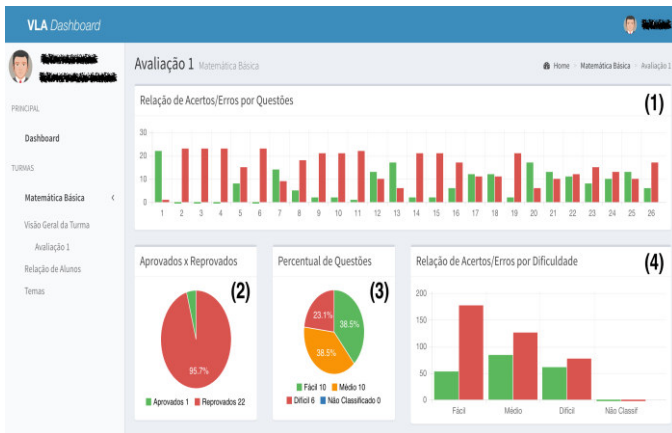 VLA Dashboard
Avaliação 1 Matemática Básica
Home Matemática Básica Avaliação 1
PRINCIPAL
Dashboard
TURMAS
Matemática Básica <
Visão Geral da Turma
Avaliação 1
Relação de Alunos
Temas
Relação de Acertos/Erros por Questões (1)
30
20
10
0
1 2 3 4 5 6 7 8 9 10 11 12 13 14 15 16 17 18 19 20 21 22 23 24 25 26
Aprovados x Reprovados
(2)
95.7%
Aprovados 1 Reprovados 22
Percentual de Questões
(3)
23.1% 38.5%
38.5%
Fácil 10 Médio 10
Difícil 6 Não Classificado 0
Relação de Acertos/Erros por Dificuldade (4)
200
150
100
50
0
Fácil Médio Difícil Não Classif